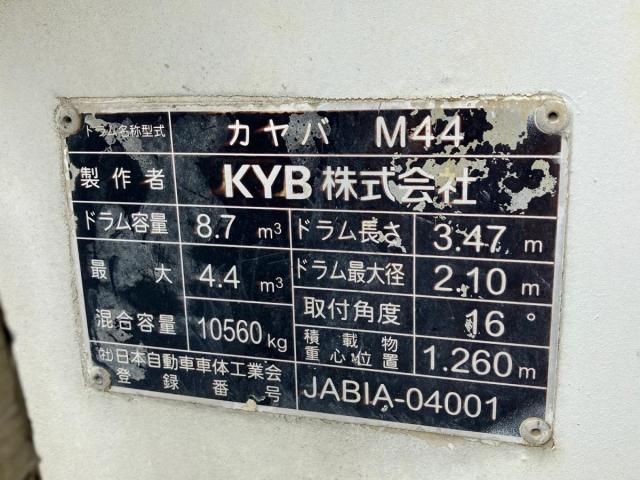 ドラム名称型式 カヤバ M44
製作者 KYB株式会社
ドラム容量 8.7 m³ ドラム長さ 3.47 m
最大混合容量 4.4 m³ ドラム最大径 2.10 m
10560 kg 取付角度 16°
積載物重心位置 1.260 m
(社)日本自動車車体工業会
登録番号 JABIA-04001